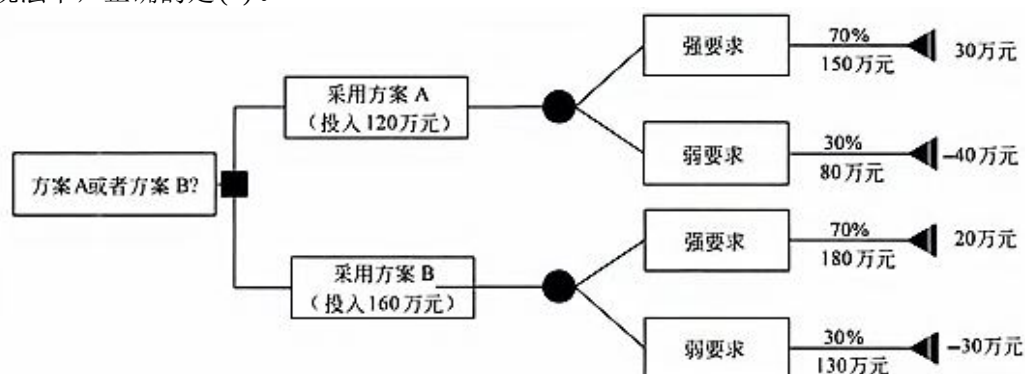 正确的是( )。
强要求
70%
150万元
30万元
采用方案 A
(投入120万元)
弱要求
30%
80万元
-40万元
方案A或者方案 B?
强要求
70%
180万元
20万元
采用方案 B
(投入160万元)
弱要求
30%
130万元
-30万元